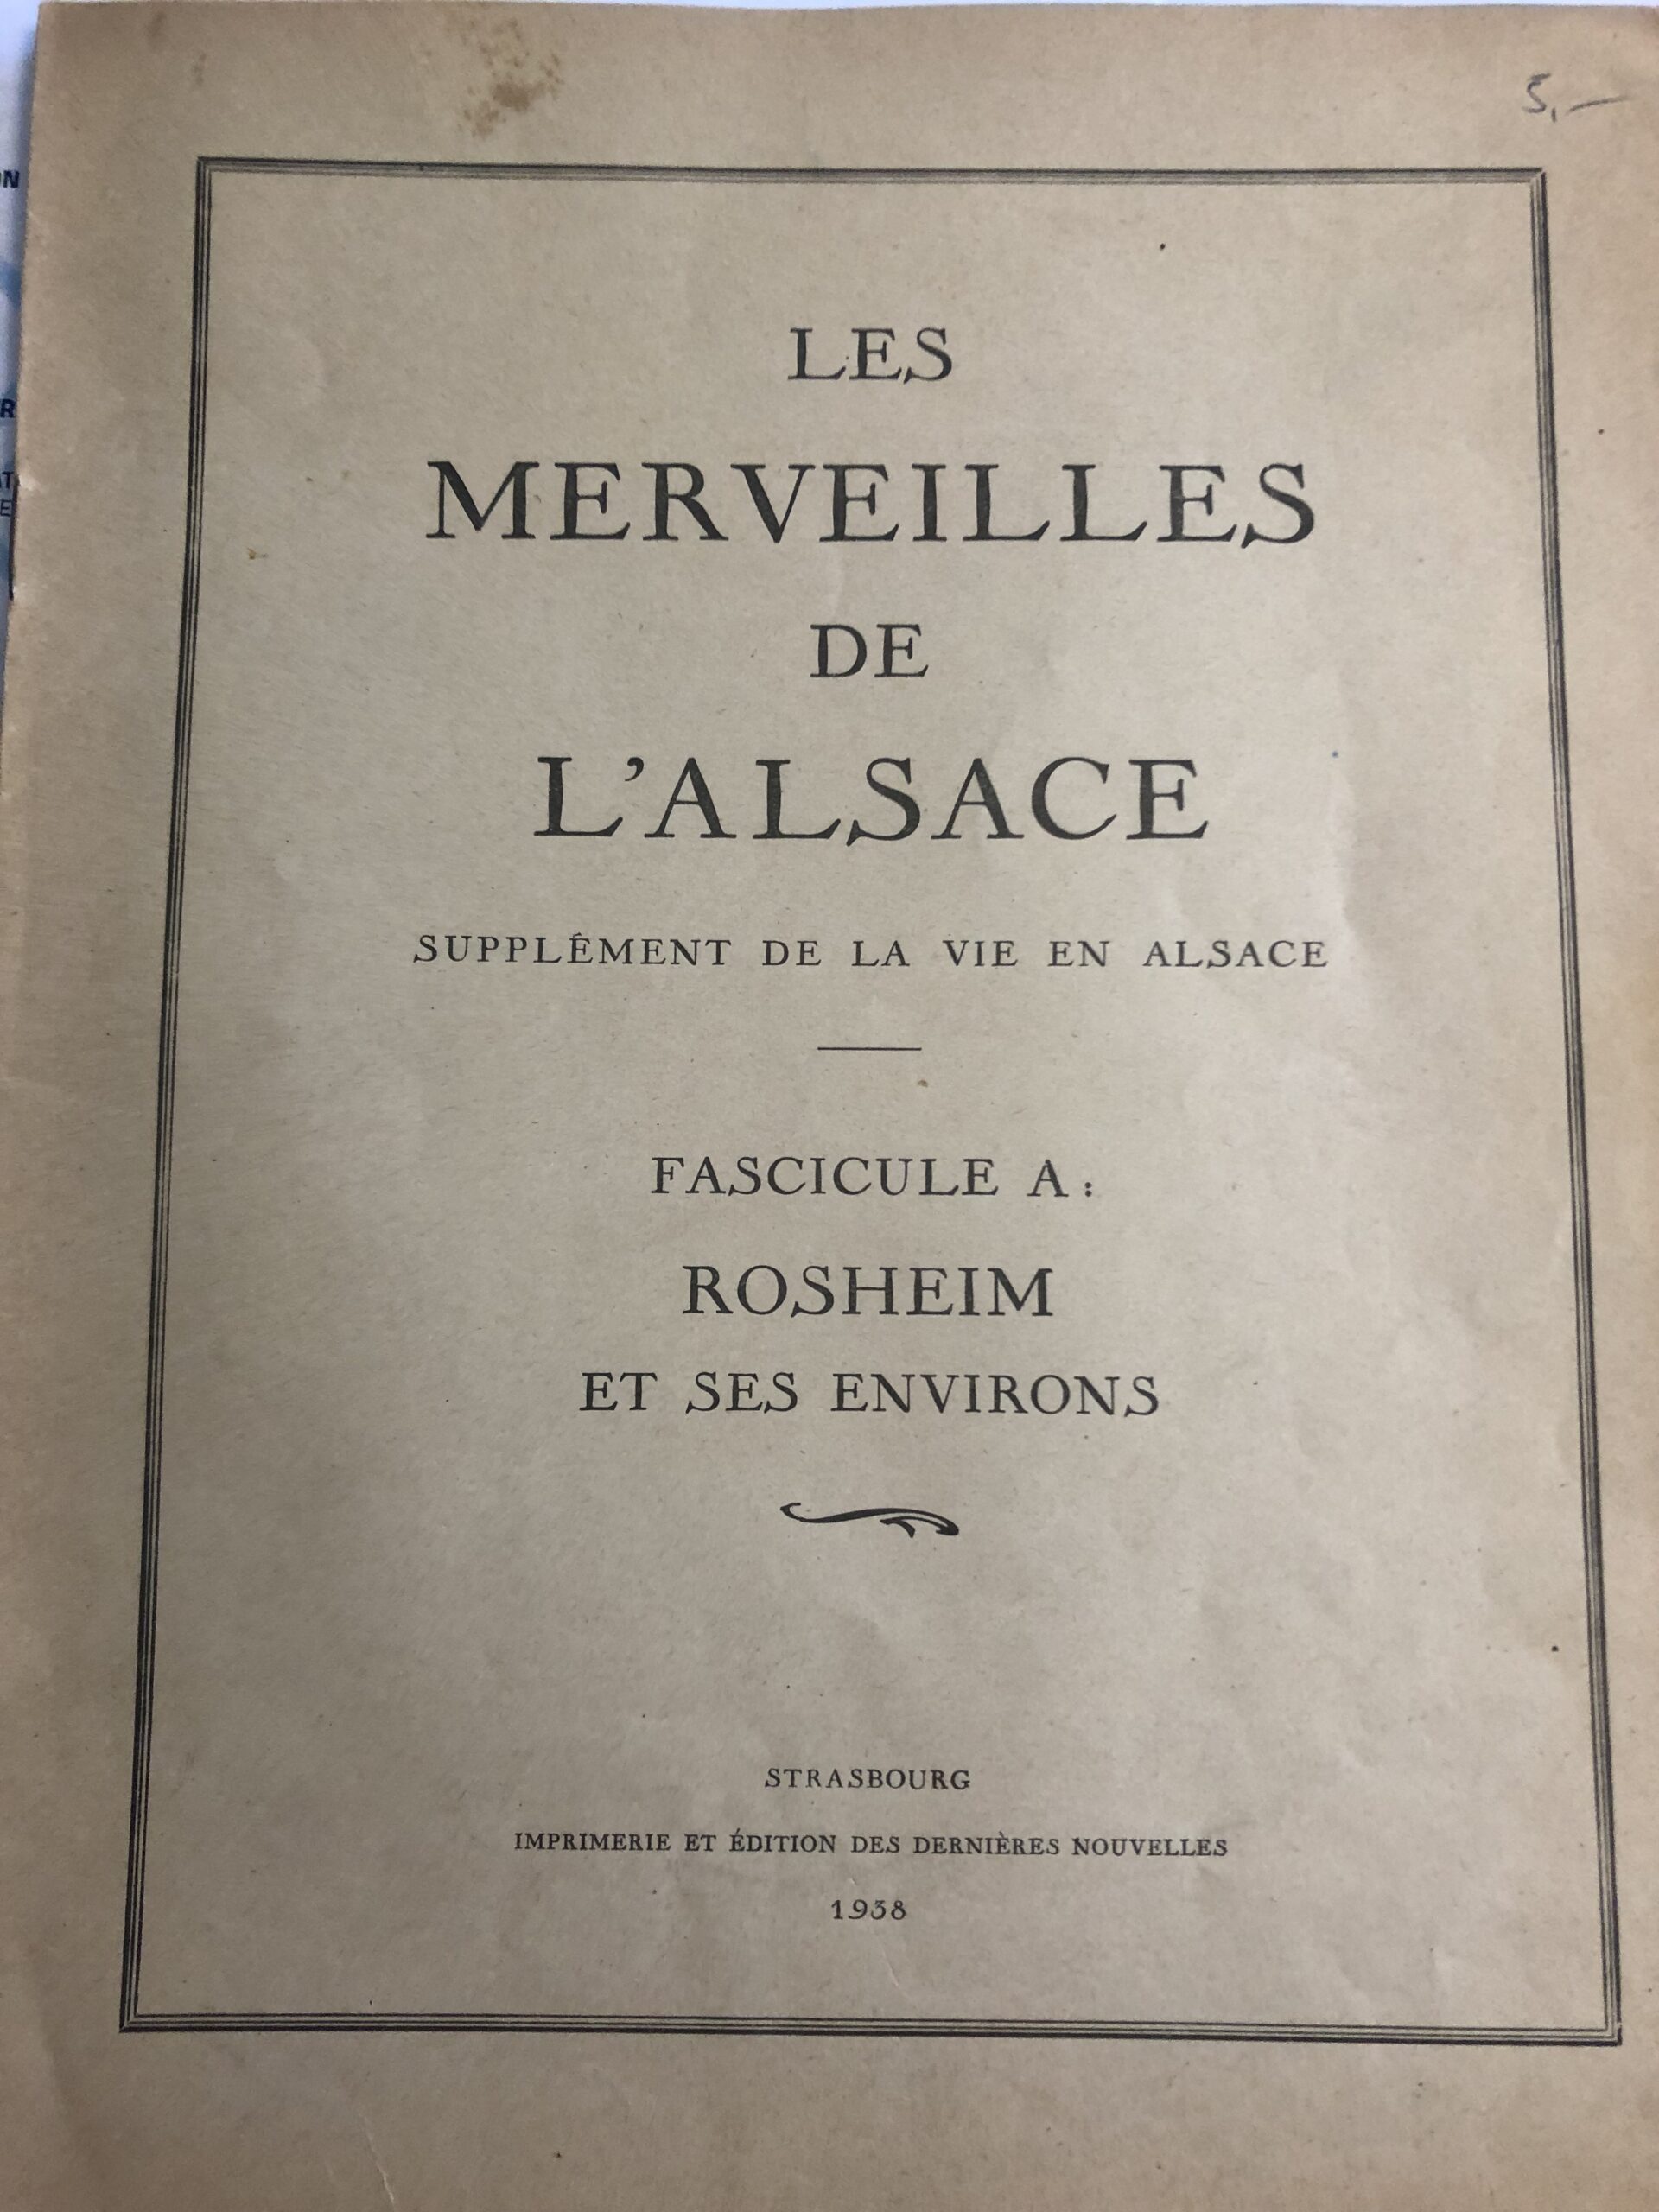 5,—
LES
MERVEILLES
DE
L'ALSACE
SUPPLÉMENT DE LA VIE EN ALSACE
FASCICULE A :
ROSHEIM
ET SES ENVIRONS
STRASBOURG
IMPRIMERIE ET ÉDITION DES DERNIÈRES NOUVELLES
1938